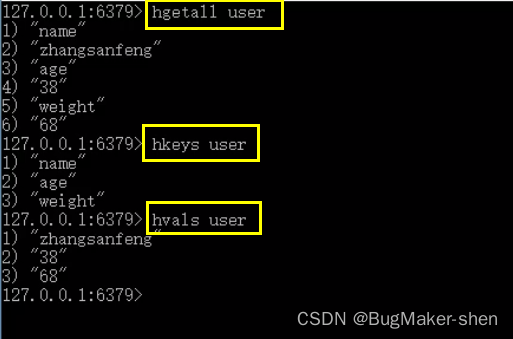 127.0.0.1:6379> hgetall user
1) "name"
2) "zhangsanfeng"
3) "age"
4) "38"
5) "weight"
6) "68"
127.0.0.1:6379> hkeys user
1) "name"
2) "age"
3) "weight"
127.0.0.1:6379> hvals user
1) "zhangsanfeng"
2) "38"
3) "68"
127.0.0.1:6379>
CSDN @BugMaker-shen